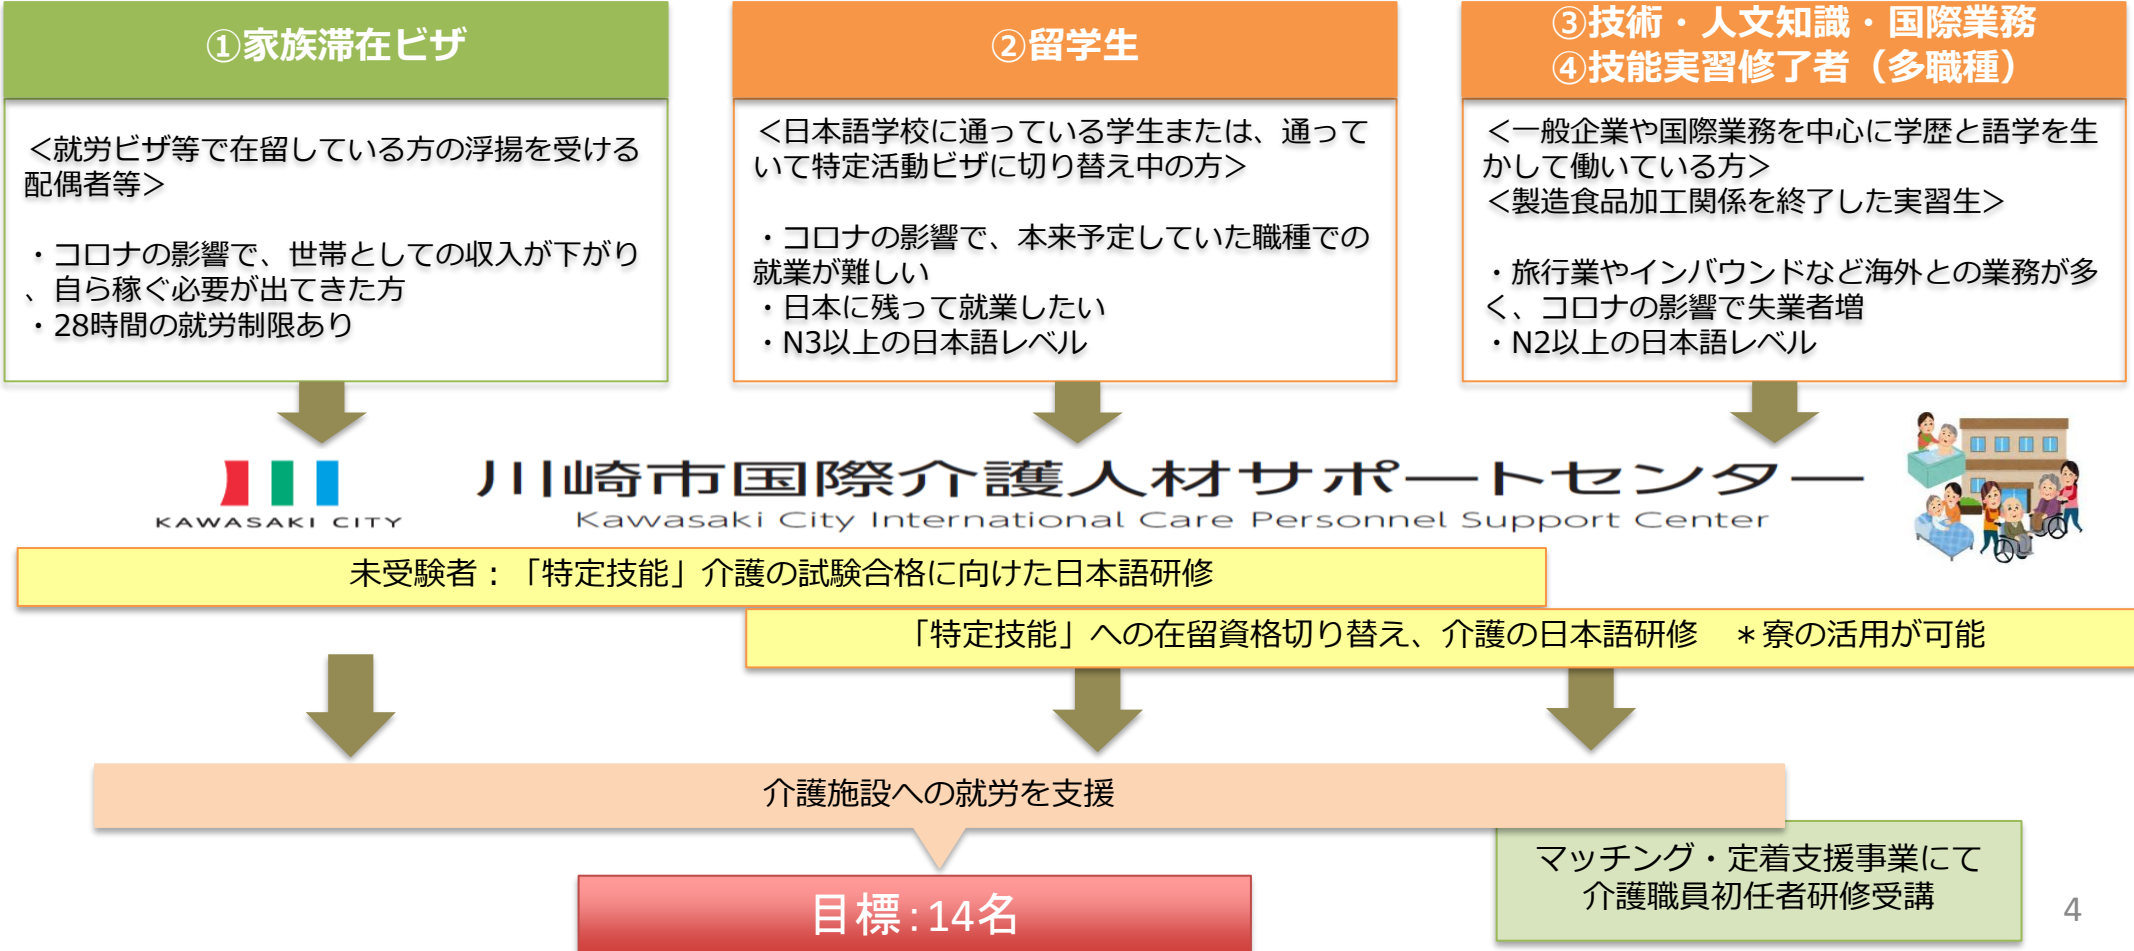 ①家族滞在ビザ
＜就労ビザ等で在留している方の浮揚を受ける
配偶者等＞
・コロナの影響で、世帯としての収入が下がり
、自ら稼ぐ必要が出てきた方
・28時間の就労制限あり
②留学生
＜日本語学校に通っている学生または、通って
いて特定活動ビザに切り替え中の方＞
・コロナの影響で、本来予定していた職種での
就業が難しい
・日本に残って就業したい
・N3以上の日本語レベル
③技術・人文知識・国際業務
④技能実習修了者（多職種）
＜一般企業や国際業務を中心に学歴と語学を生
かして働いている方＞
＜製造食品加工関係を終了した実習生＞
・旅行業やインバウンドなど海外との業務が多
く、コロナの影響で失業者増
・N2以上の日本語レベル
KAWASAKI CITY
川崎市国際介護人材サポートセンター
Kawasaki City International Care Personnel Support Center
未受験者：「特定技能」介護の試験合格に向けた日本語研修
「特定技能」への在留資格切り替え、介護の日本語研修　＊寮の活用が可能
介護施設への就労を支援
目標：14名
マッチング・定着支援事業にて
介護職員初任者研修受講
4